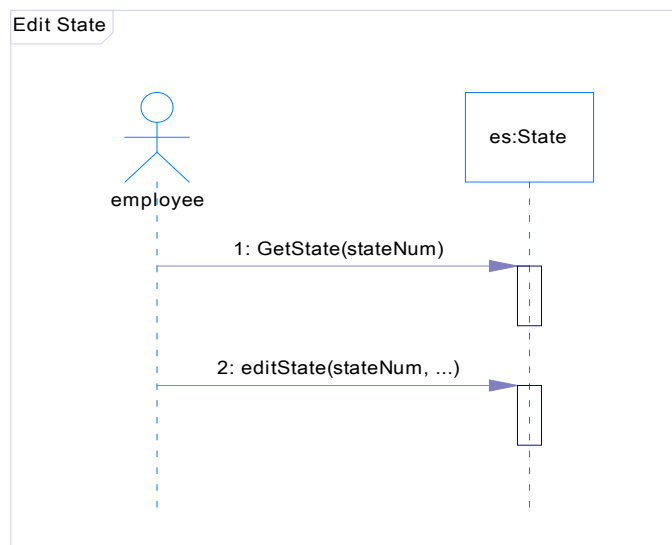 Edit State
es:State
employee
1: GetState(stateNum)
2: editState(stateNum, ...)